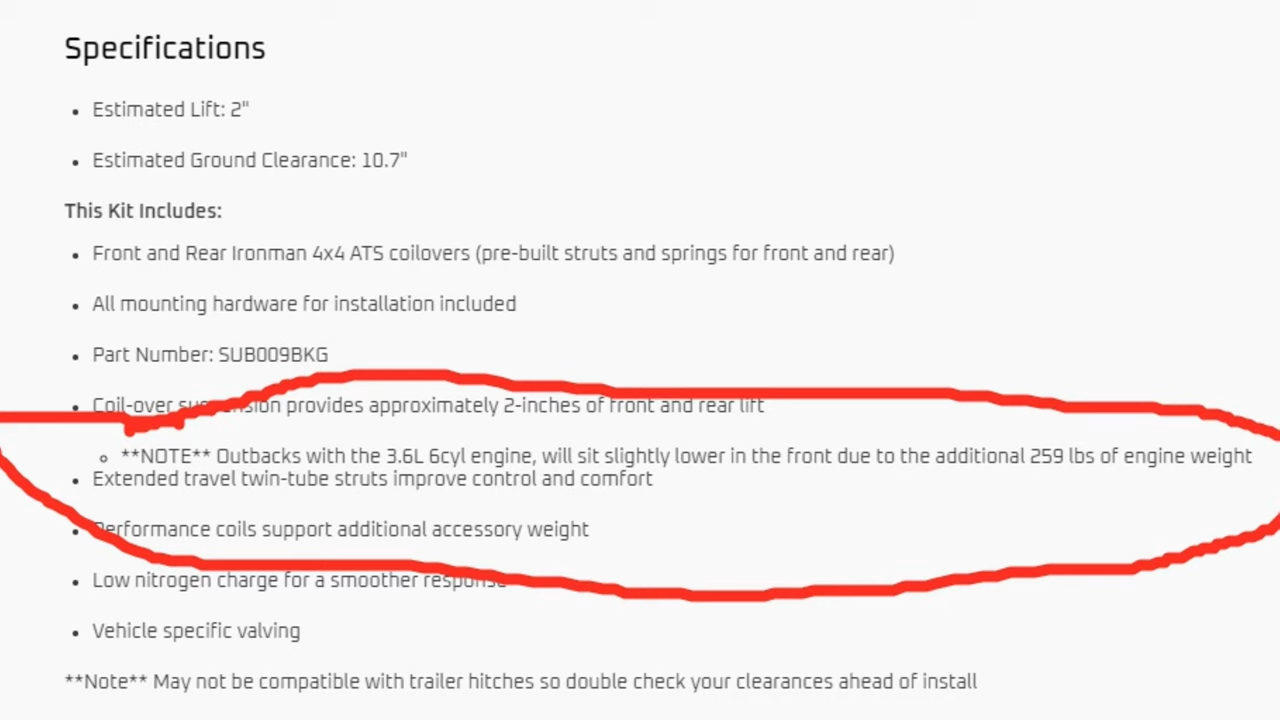 Specifications
Estimated Lift: 2"
Estimated Ground Clearance: 10.7"
This Kit Includes:
Front and Rear Ironman 4x4 ATS coilovers (pre-built struts and springs for front and rear)
All mounting hardware for installation included
Part Number: SUB009BKG
Coil-over suspension provides approximately 2-inches of front and rear lift
**NOTE** Outbacks with the 3.6L 6cyl engine, will sit slightly lower in the front due to the additional 259 lbs of engine weight
Extended travel twin-tube struts improve control and comfort
Performance coils support additional accessory weight
Low nitrogen charge for a smoother response
Vehicle specific valving
**Note** May not be compatible with trailer hitches so double check your clearances ahead of install